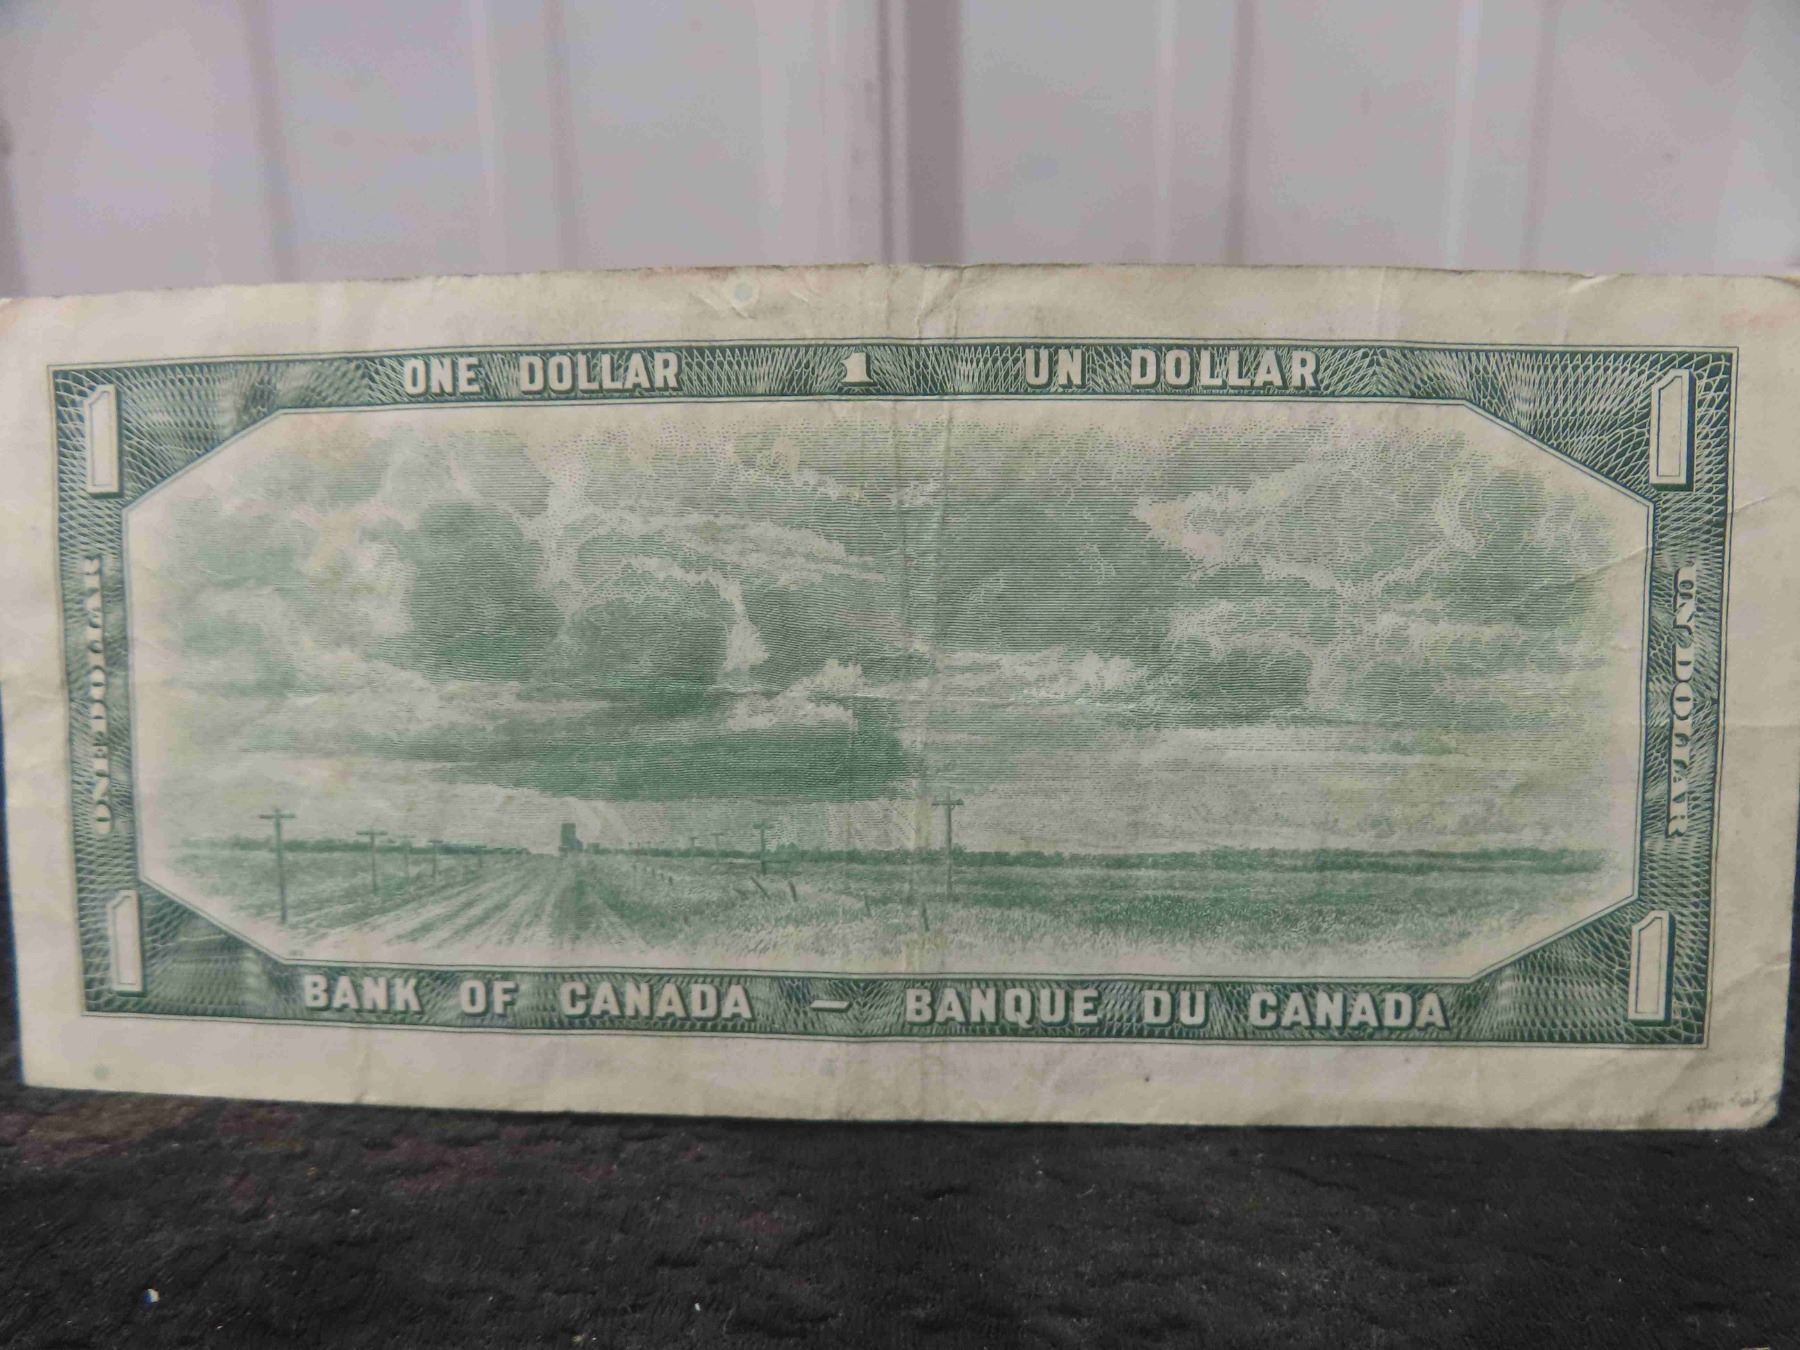 ONE DOLLAR 1 UN DOLLAR
1 1
ONE DOLLAR
UN DOLLAR
1 1
BANK OF CANADA – BANQUE DU CANADA